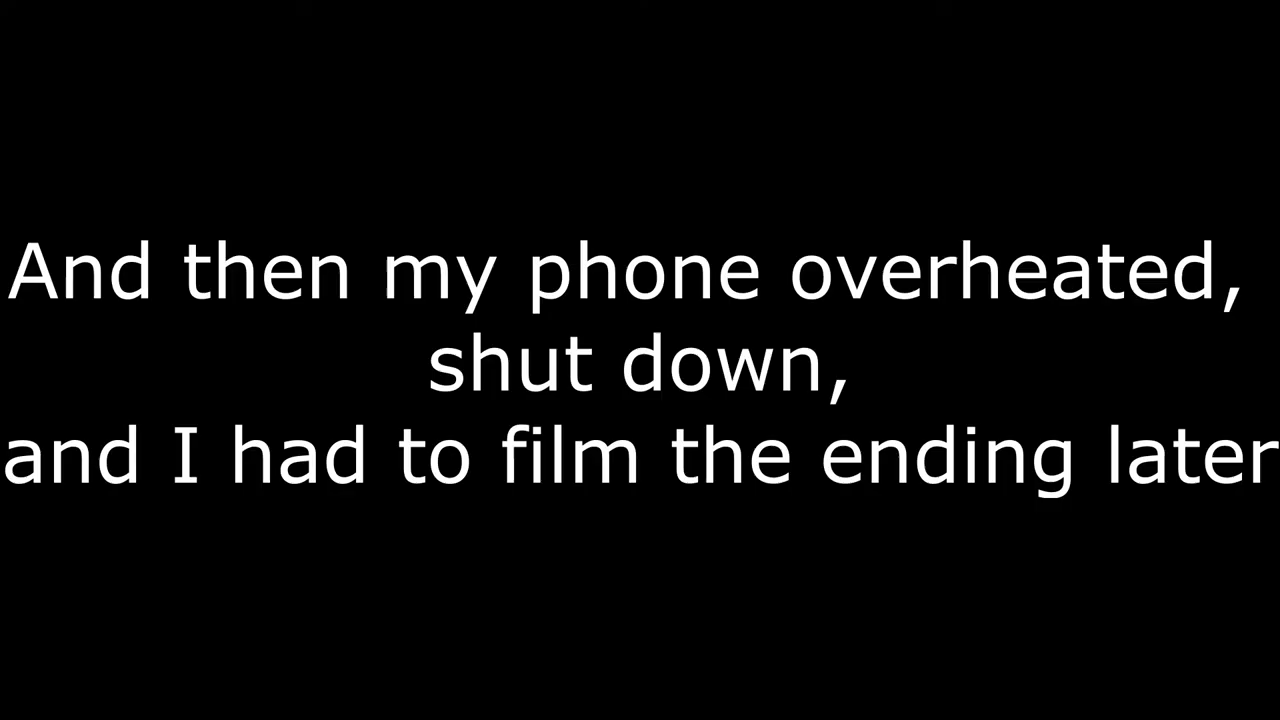 And then my phone overheated,
shut down,
and I had to film the ending later